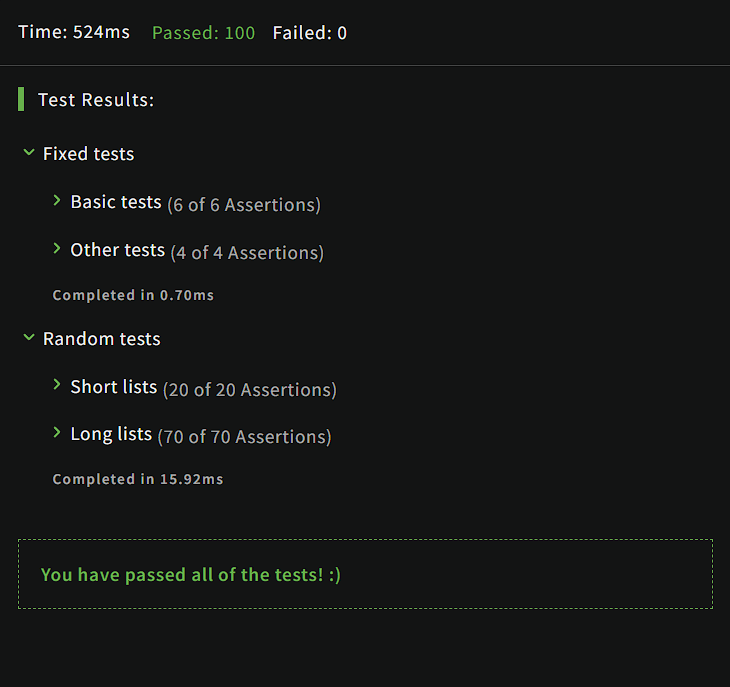 Time: 524ms Passed: 100 Failed: 0
Test Results:
Fixed tests
Basic tests (6 of 6 Assertions)
Other tests (4 of 4 Assertions)
Completed in 0.70ms
Random tests
Short lists (20 of 20 Assertions)
Long lists (70 of 70 Assertions)
Completed in 15.92ms
You have passed all of the tests! :)